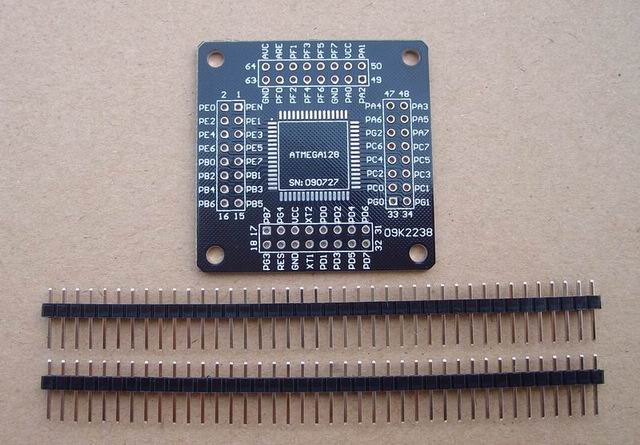 AVC ARE PF1 PF3 PF5 PF7 VCC PA1
64 50
63 49
GND PF0 PF2 PF4 PF6 GND PA0 PA2
2 1
PE0 PEN
PE2 PE1
PE4 PE3
PE6 PE5
PB0 PE7
PB2 PB1
PB4 PB3
PB6 PB5
16 15
ATMEGA128
SN:090727
47 48
PA4 PA3
PA6 PA5
PG2 PA7
PC6 PC7
PC4 PC5
PC2 PC3
PC0 PC1
PG0 PG1
33 34
PB7 PG4 VCC XT2 PD0 PD2 PD4 PD6
17 31
18 32
PG3 RES GND XT1 PD1 PD3 PD5 PD7
09K2238